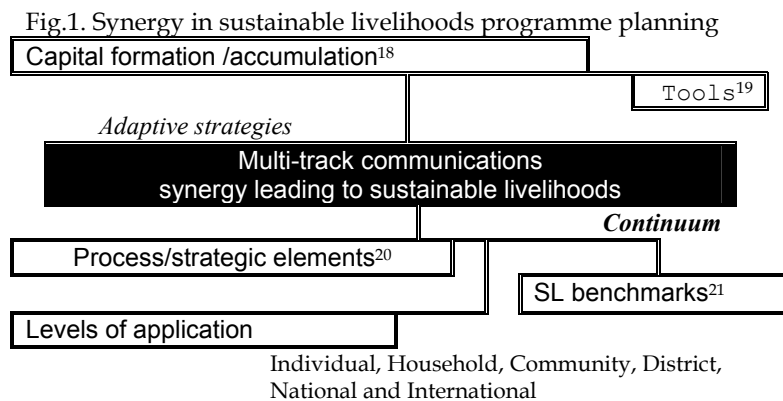 Fig.1. Synergy in sustainable livelihoods programme planning
Capital formation /accumulation18
Tools19
Adaptive strategies
Multi-track communications
synergy leading to sustainable livelihoods
Continuum
Process/strategic elements20
SL benchmarks21
Levels of application
Individual, Household, Community, District,
National and International